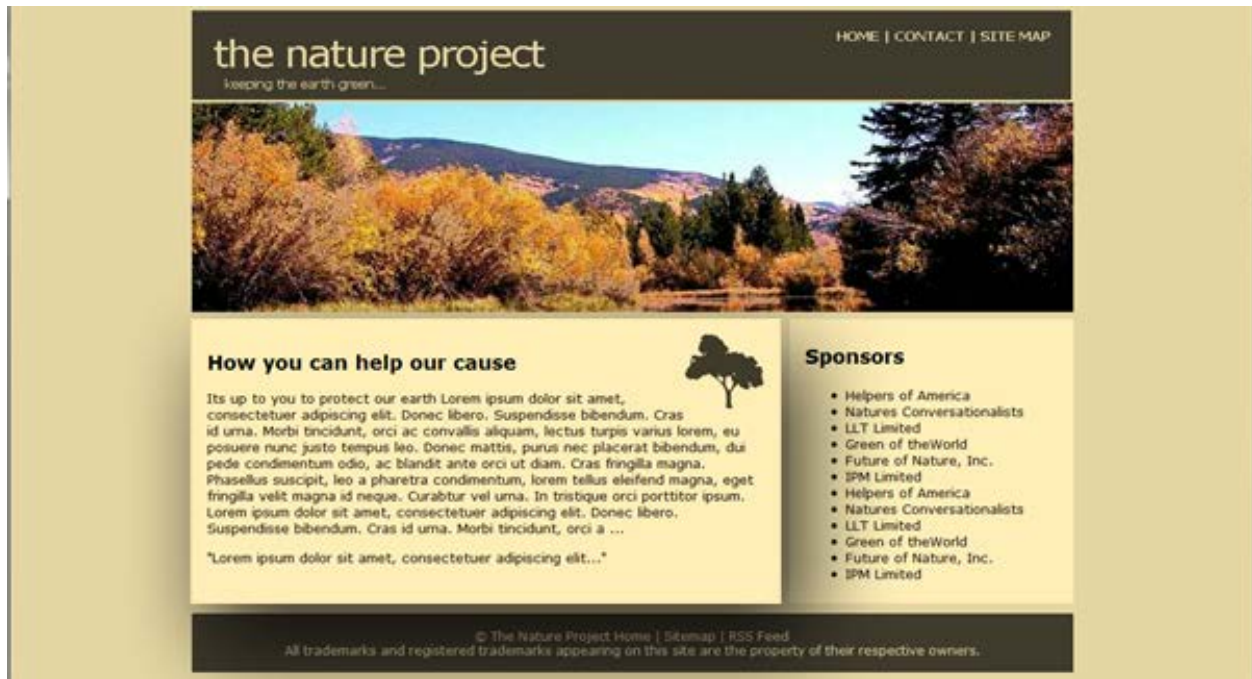 the nature project
keeping the earth green...
HOME | CONTACT | SITE MAP
How you can help our cause
Its up to you to protect our earth Lorem ipsum dolor sit amet,
consectetuer adipiscing elit. Donec libero. Suspendisse bibendum. Cras
id urna. Morbi tincidunt, orci ac convallis aliquam, lectus turpis varius lorem, eu
posuere nunc justo tempus leo. Donec mattis, purus nec placerat bibendum, dui
pede condimentum odio, ac blandit ante orci ut diam. Cras fringilla magna.
Phasellus suscipit, leo a pharetra condimentum, lorem tellus eleifend magna, eget
fringilla velit magna id neque. Curabtur vel urna. In tristique orci porttitor ipsum.
Lorem ipsum dolor sit amet, consectetuer adipiscing elit. Donec libero.
Suspendisse bibendum. Cras id urna. Morbi tincidunt, orci a ...
"Lorem ipsum dolor sit amet, consectetuer adipiscing elit..."
Sponsors
• Helpers of America
• Natures Conversationalists
• LLT Limited
• Green of theWorld
• Future of Nature, Inc.
• IPM Limited
• Helpers of America
• Natures Conversationalists
• LLT Limited
• Green of theWorld
• Future of Nature, Inc.
• IPM Limited
© The Nature Project Home | Sitemap | RSS Feed
All trademarks and registered trademarks appearing on this site are the property of their respective owners.